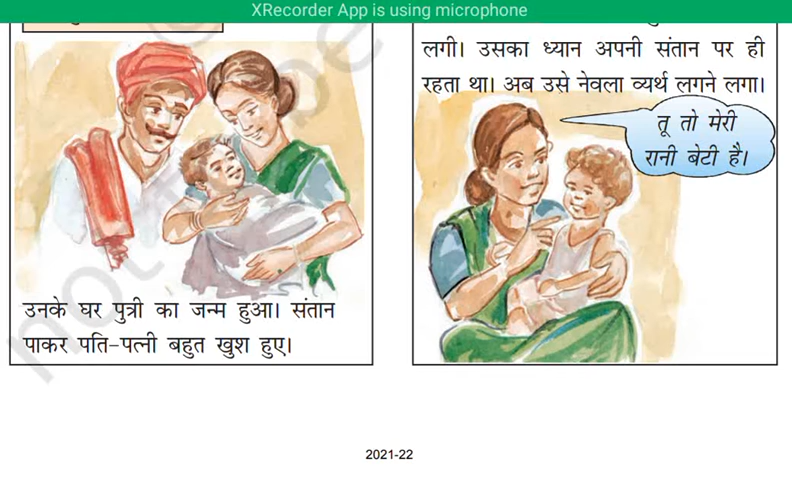 XRecorder App is using microphone
उनके घर पुत्री का जन्म हुआ। संतान
पाकर पति-पत्नी बहुत खुश हुए।
लगी। उसका ध्यान अपनी संतान पर ही
रहता था। अब उसे नेवला व्यर्थ लगने लगा।
तू तो मेरी
रानी बेटी है।
2021-22